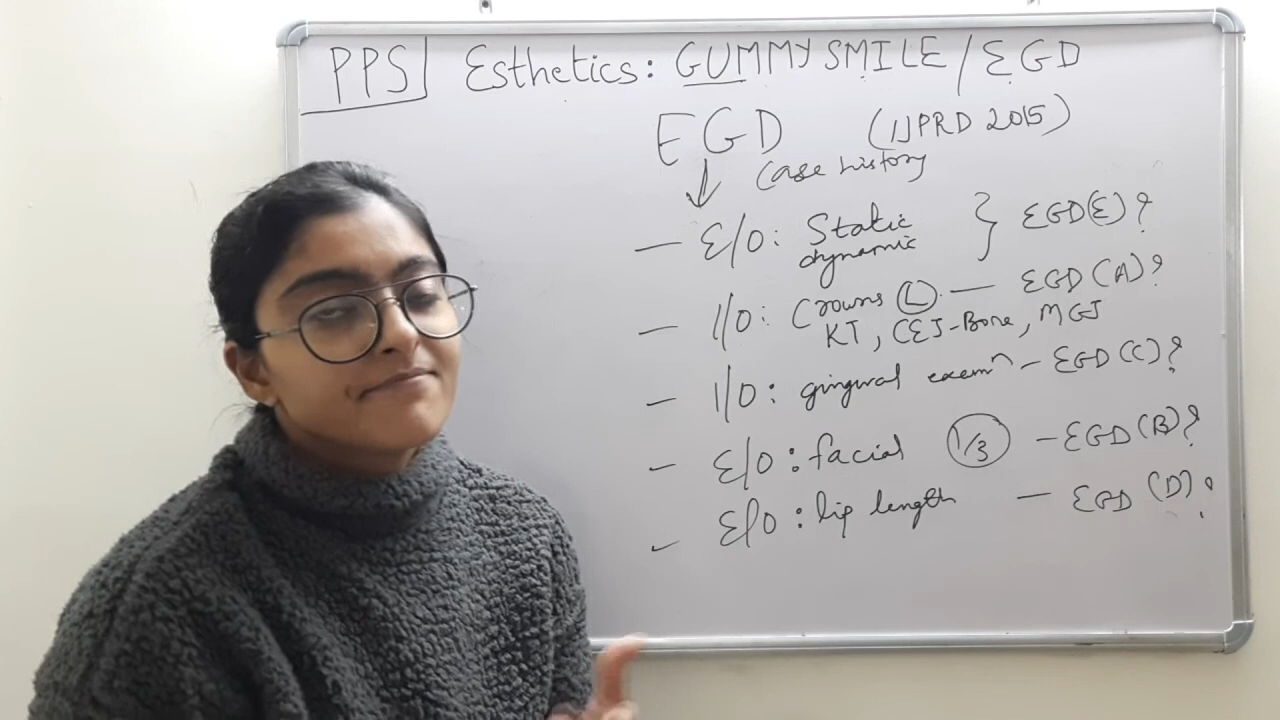 PPS Esthetics: GUMMY SMILE / EGD
EGD (IJPRD 2015)
Case history
— E/O: Static } EGD(E)?
dynamic
— I/O: Crowns (L) — EGD (A)?
KT, CEJ-Bone, MGJ
— I/O: gingival examn — EGD (C)?
— E/O: facial 1/3 — EGD (B)?
— E/O: lip length — EGD (D)?